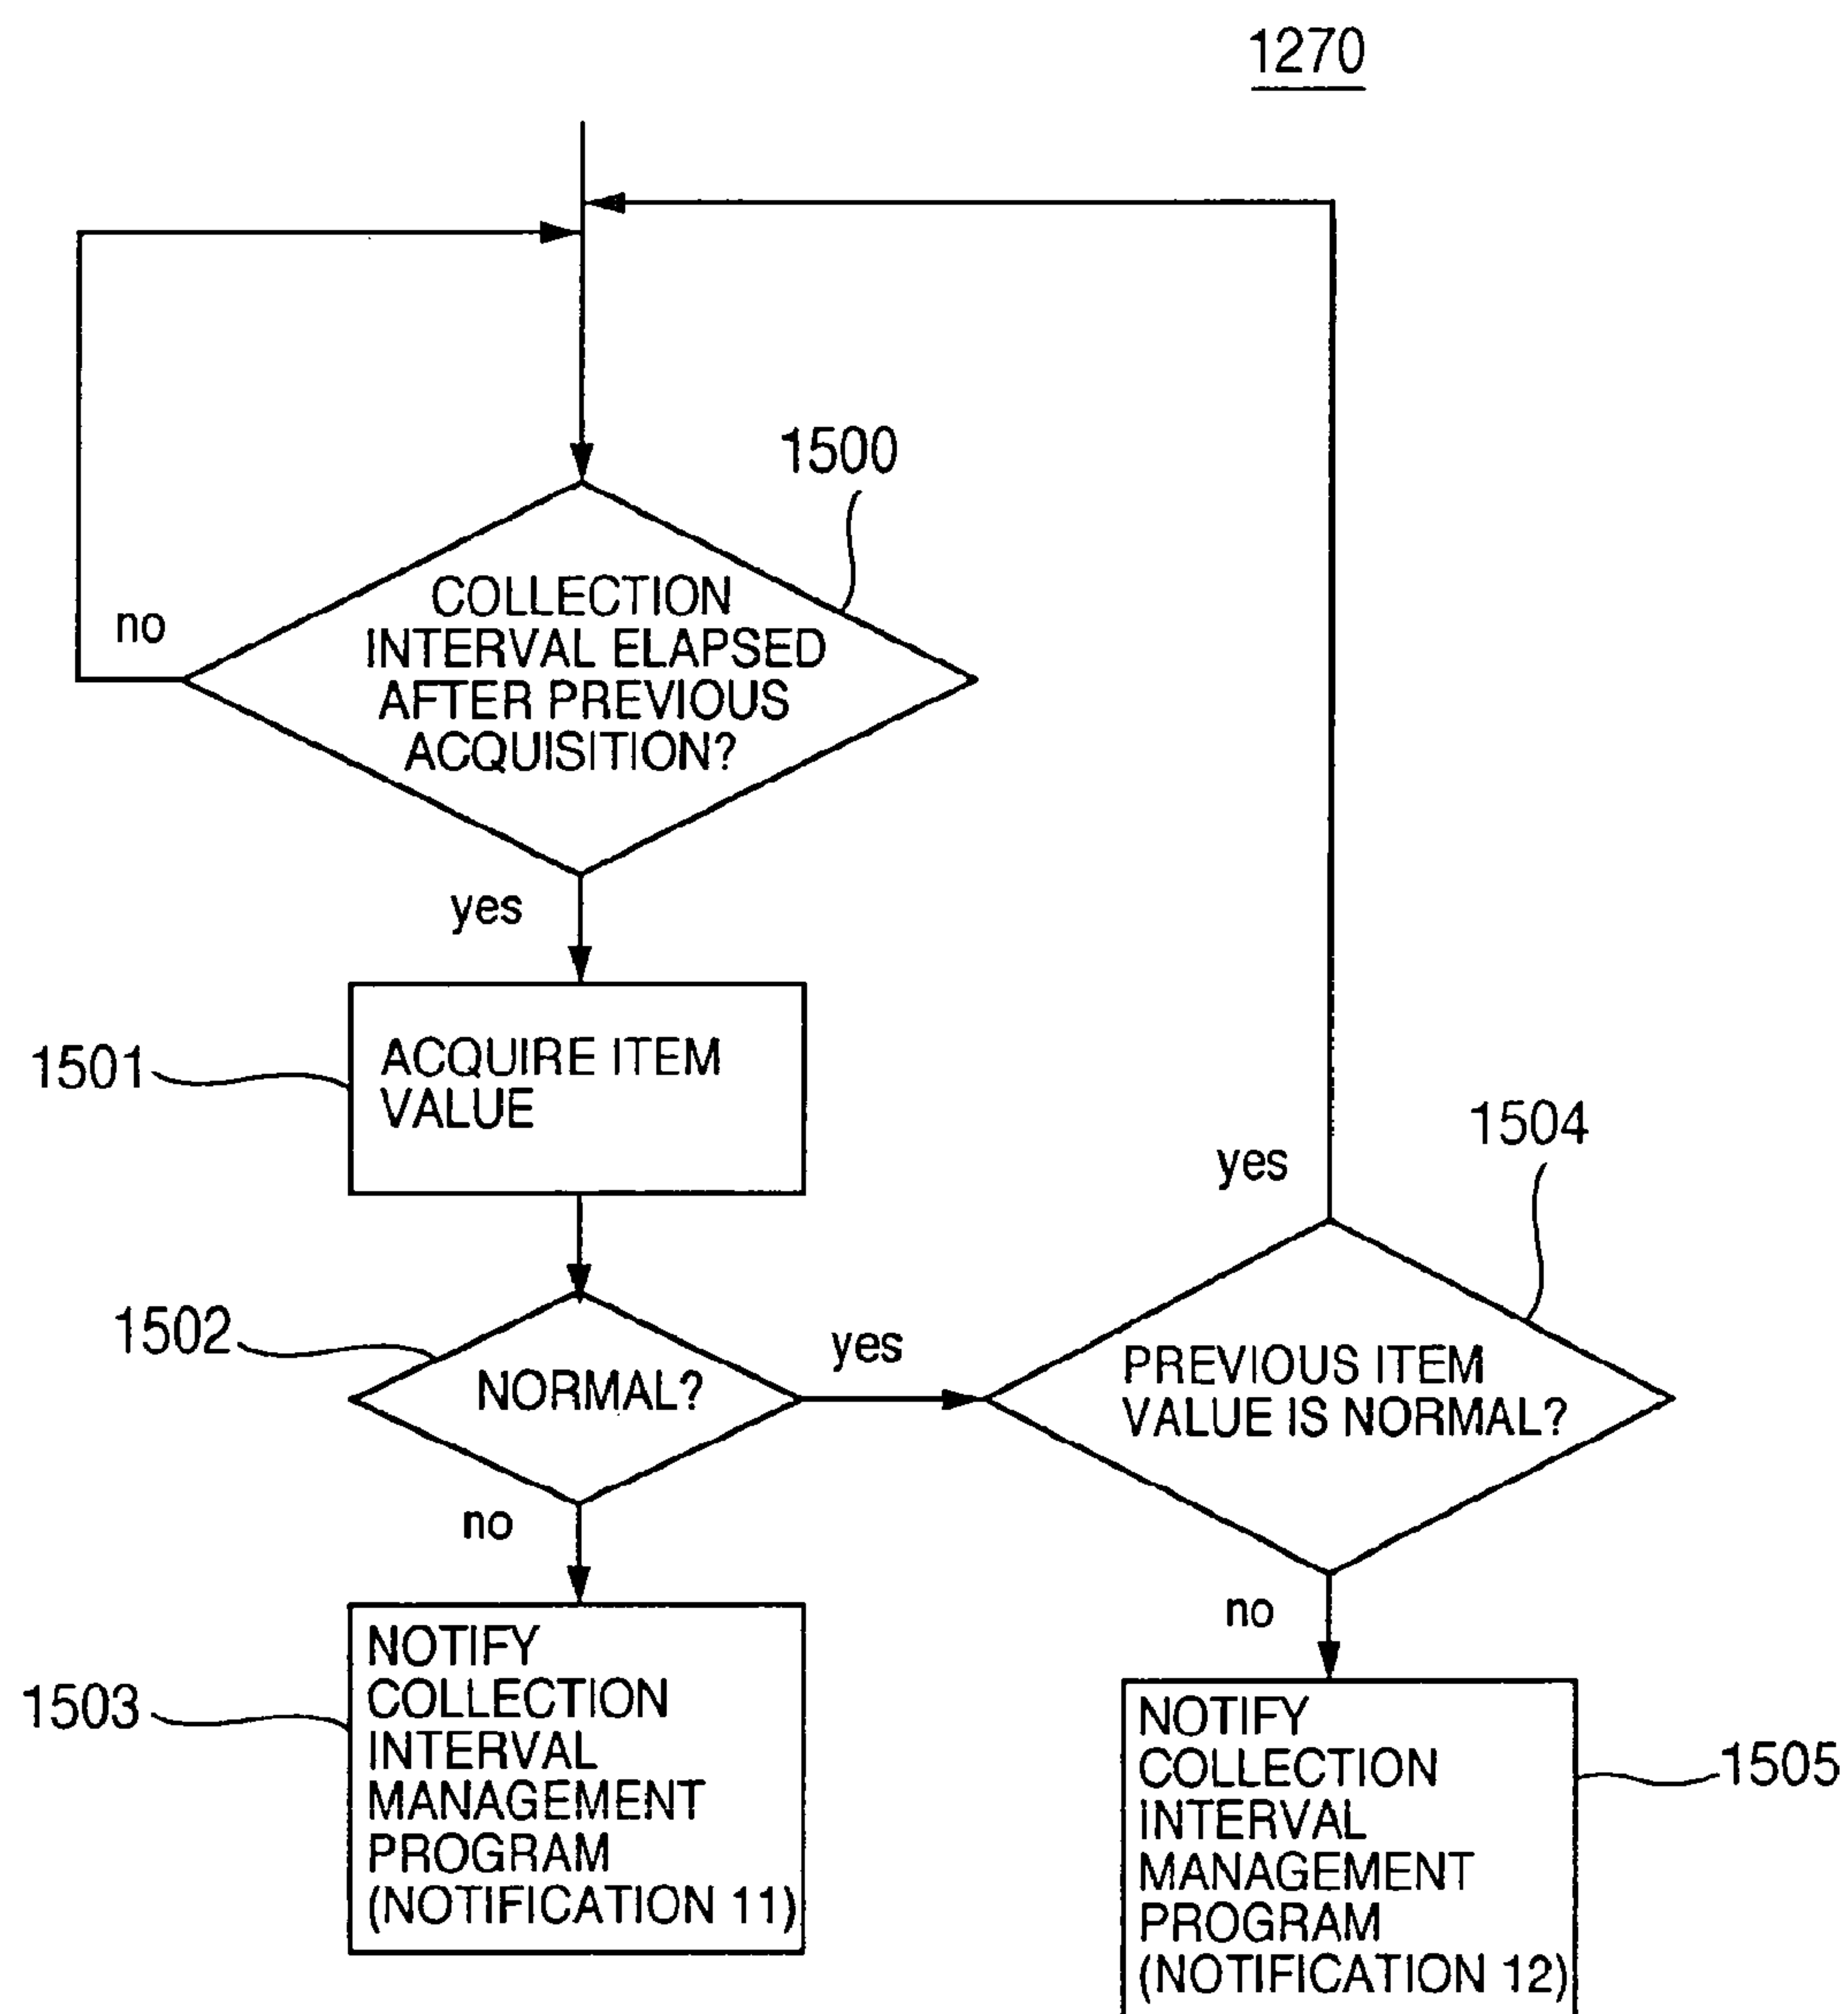 1270
1500
COLLECTION
INTERVAL ELAPSED
AFTER PREVIOUS
ACQUISITION?
no
yes
1501
ACQUIRE ITEM
VALUE
1504
yes
1502
NORMAL?
yes
PREVIOUS ITEM
VALUE IS NORMAL?
no
no
1503
NOTIFY
COLLECTION
INTERVAL
MANAGEMENT
PROGRAM
(NOTIFICATION 11)
1505
NOTIFY
COLLECTION
INTERVAL
MANAGEMENT
PROGRAM
(NOTIFICATION 12)